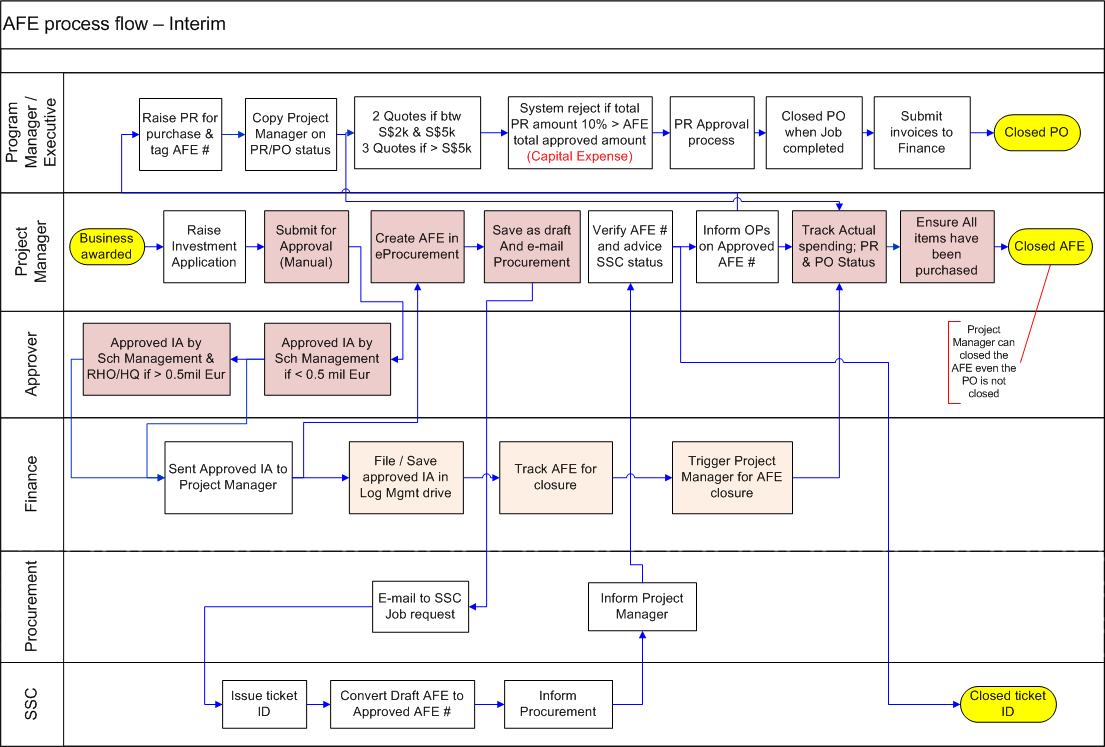 AFE process flow – Interim
Program
Manager /
Executive
Raise PR for
purchase &
tag AFE #
Copy Project
Manager on
PR/PO status
2 Quotes if btw
S$2k & S$5k
3 Quotes if > S$5k
System reject if total
PR amount 10% > AFE
total approved amount
(Capital Expense)
PR Approval
process
Closed PO
when Job
completed
Submit
invoices to
Finance
Closed PO
Project
Manager
Business
awarded
Raise
Investment
Application
Submit for
Approval
(Manual)
Create AFE in
eProcurement
Save as draft
And e-mail
Procurement
Verify AFE #
and advice
SSC status
Inform OPs
on Approved
AFE #
Track Actual
spending; PR
& PO Status
Ensure All
items have
been
purchased
Closed AFE
Approver
Approved IA by
Sch Management &
RHO/HQ if > 0.5mil Eur
Approved IA by
Sch Management
if < 0.5 mil Eur
Project
Manager can
closed the
AFE even the
PO is not
closed
Finance
Sent Approved IA to
Project Manager
File / Save
approved IA in
Log Mgmt drive
Track AFE for
closure
Trigger Project
Manager for AFE
closure
Procurement
E-mail to SSC
Job request
Inform Project
Manager
SSC
Issue ticket
ID
Convert Draft AFE to
Approved AFE #
Inform
Procurement
Closed ticket
ID